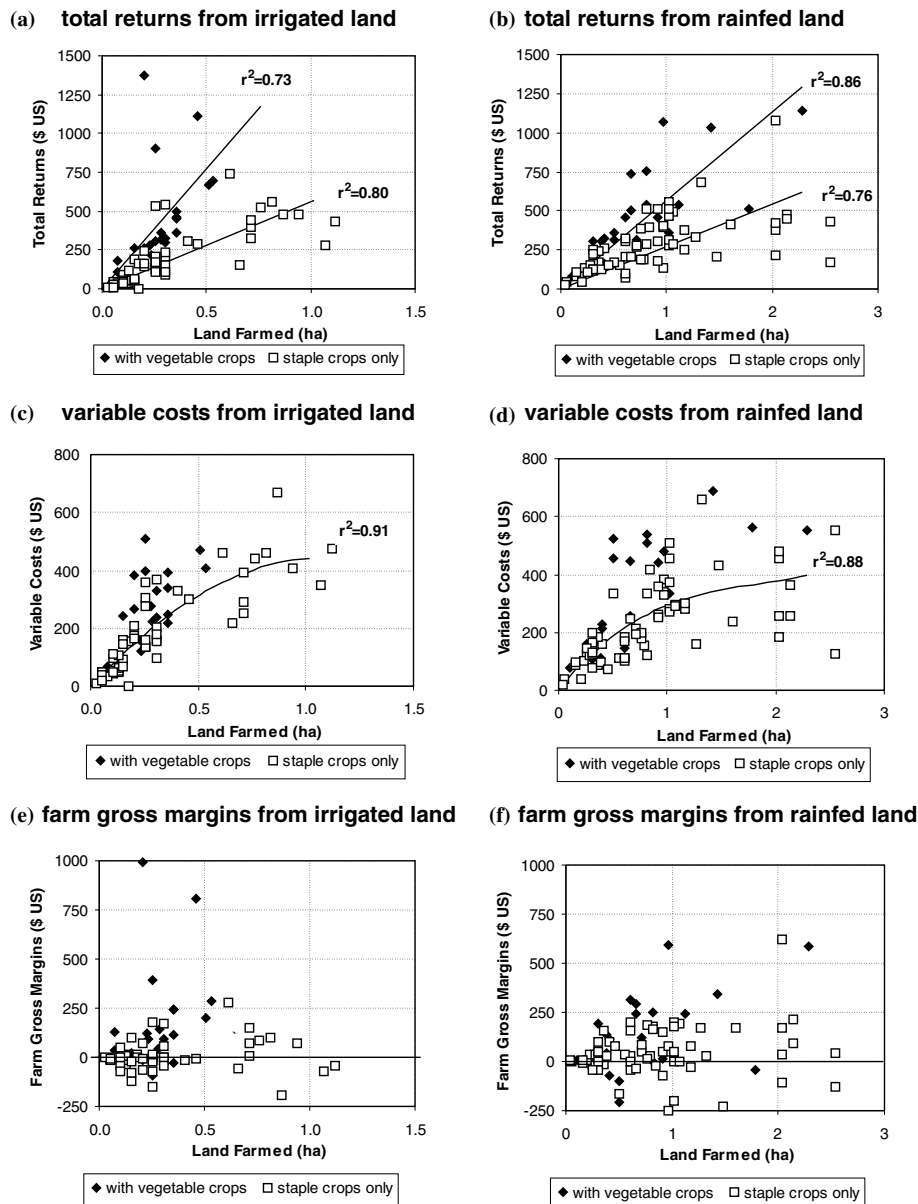 (a) total returns from irrigated land
1500
1250
1000
750
500
250
0
Total Returns ($ US)
r²=0.73
r²=0.80
0.0 0.5 1.0 1.5
Land Farmed (ha)
◆ with vegetable crops □ staple crops only
(b) total returns from rainfed land
1500
1250
1000
750
500
250
0
Total Returns ($ US)
r²=0.86
r²=0.76
0 1 2 3
Land Farmed (ha)
◆ with vegetable crops □ staple crops only
(c) variable costs from irrigated land
800
600
400
200
0
Variable Costs ($ US)
r²=0.91
0.0 0.5 1.0 1.5
Land Farmed (ha)
◆ with vegetable crops □ staple crops only
(d) variable costs from rainfed land
800
600
400
200
0
Variable Costs ($ US)
r²=0.88
0 1 2 3
Land Farmed (ha)
◆ with vegetable crops □ staple crops only
(e) farm gross margins from irrigated land
1000
750
500
250
0
-250
Farm Gross Margins ($ US)
0.0 0.5 1.0 1.5
Land Farmed (ha)
◆ with vegetable crops □ staple crops only
(f) farm gross margins from rainfed land
1000
750
500
250
0
-250
Farm Gross Margins ($ US)
0 1 2 3
Land Farmed (ha)
◆ with vegetable crops □ staple crops only